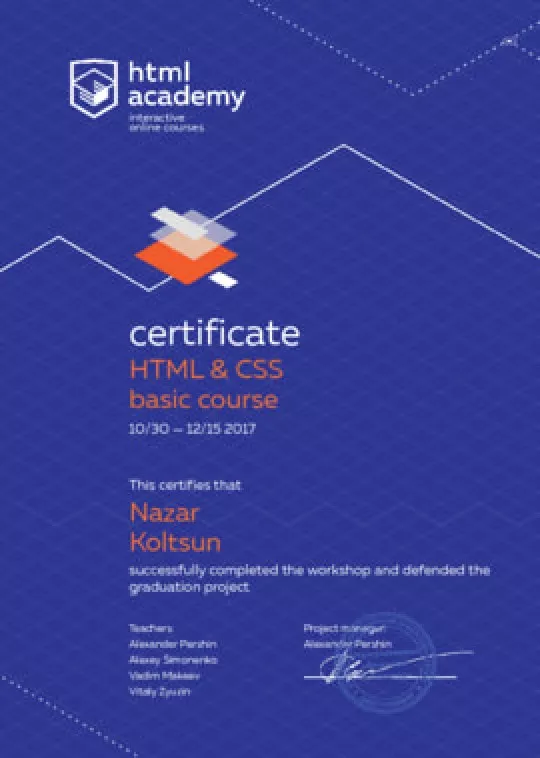 html
academy
interactive
online courses
certificate
HTML & CSS
basic course
10/30 – 12/15 2017
This certifies that
Nazar
Koltsun
successfully completed the workshop and defended the
graduation project
Teachers
Alexander Pershin
Alexey Simonenko
Vadim Makeev
Vitaly
Project manager
Alexander Pershin